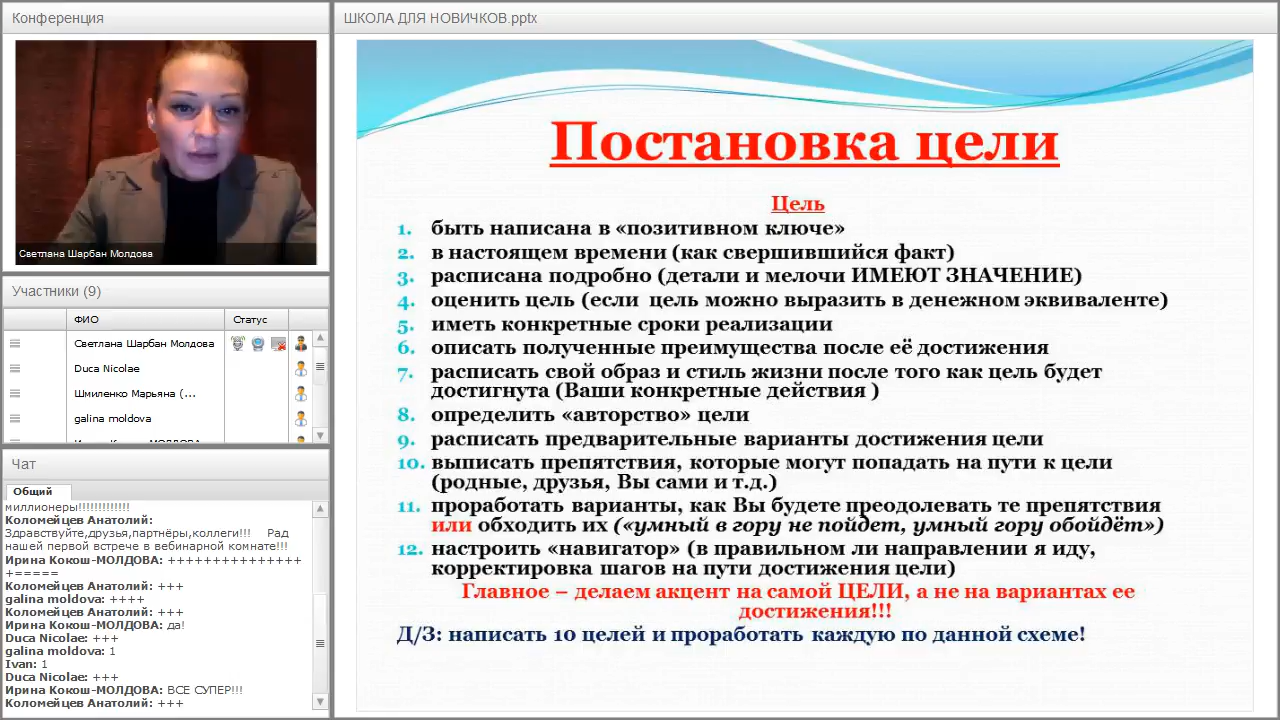 Конференция
Светлана Шарбан Молдова
Участники (9)
ФИО
Статус
Светлана Шарбан Молдова
Duca Nicolae
Шмиленко Марьяна (...
galina moldova
Чат
Общий
миллионеры!!!!!!!!!!!!!
Коломейцев Анатолий:
Здравствуйте,друзья,партнёры,коллеги!!! Рад
нашей первой встрече в вебинарной комнате!!!
Ирина Кокош-МОЛДОВА: +++++++++++++++
+=====
Коломейцев Анатолий: +++
galina moldova: ++++
Коломейцев Анатолий: +++
Ирина Кокош-МОЛДОВА: да!
Duca Nicolae: +++
galina moldova: 1
Ivan: 1
Duca Nicolae: +++
Ирина Кокош-МОЛДОВА: ВСЕ СУПЕР!!!
Коломейцев Анатолий: +++
ШКОЛА ДЛЯ НОВИЧКОВ.pptx
Постановка цели
Цель
1. быть написана в «позитивном ключе»
2. в настоящем времени (как свершившийся факт)
3. расписана подробно (детали и мелочи ИМЕЮТ ЗНАЧЕНИЕ)
4. оценить цель (если цель можно выразить в денежном эквиваленте)
5. иметь конкретные сроки реализации
6. описать полученные преимущества после её достижения
7. расписать свой образ и стиль жизни после того как цель будет
достигнута (Ваши конкретные действия )
8. определить «авторство» цели
9. расписать предварительные варианты достижения цели
10. выписать препятствия, которые могут попадать на пути к цели
(родные, друзья, Вы сами и т.д.)
11. проработать варианты, как Вы будете преодолевать те препятствия
или обходить их («умный в гору не пойдет, умный гору обойдёт»)
12. настроить «навигатор» (в правильном ли направлении я иду,
корректировка шагов на пути достижения цели)
Главное – делаем акцент на самой ЦЕЛИ, а не на вариантах ее
достижения!!!
Д/З: написать 10 целей и проработать каждую по данной схеме!